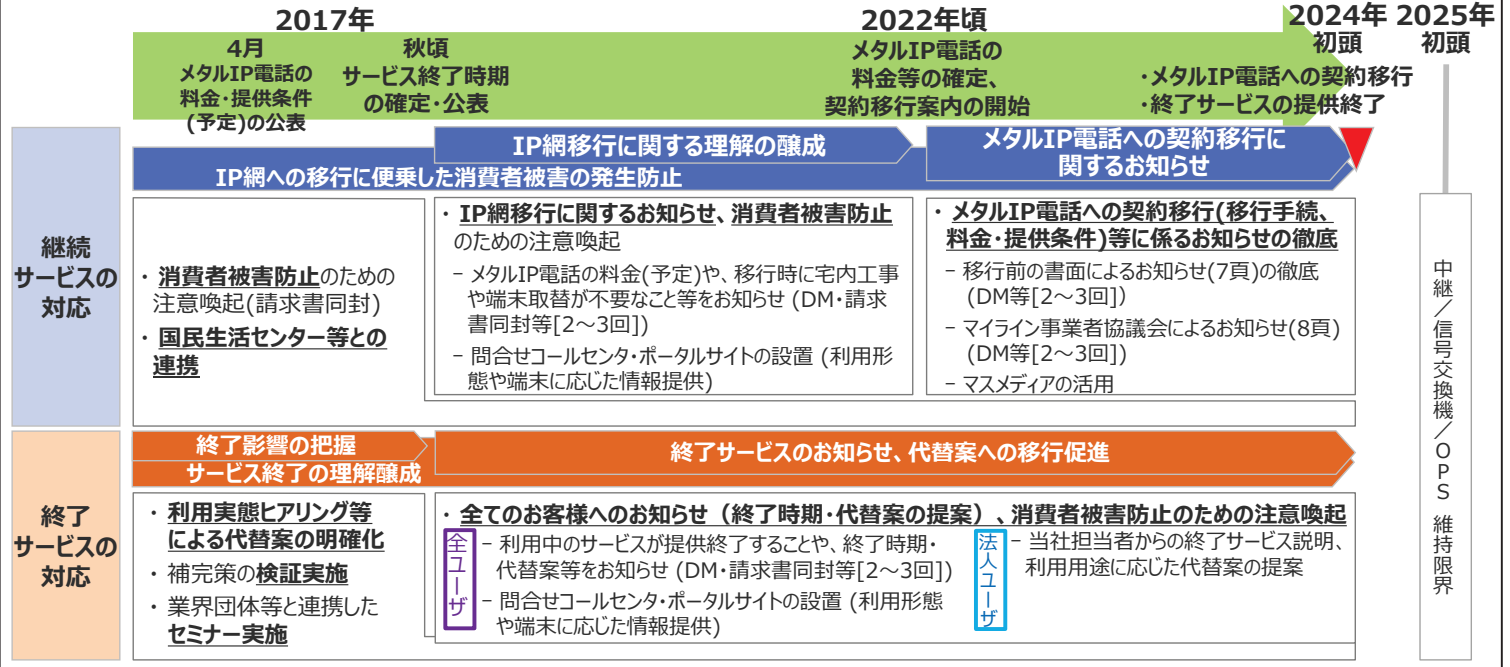 2017年
2022年頃
2024年
初頭
2025年
初頭
4月
メタルIP電話の
料金・提供条件
(予定)の公表
秋頃
サービス終了時期
の確定・公表
メタルIP電話の
料金等の確定、
契約移行案内の開始
・メタルIP電話への契約移行
・終了サービスの提供終了
継続
サービスの
対応
IP網移行に関する理解の醸成
メタルIP電話への契約移行に
関するお知らせ
IP網への移行に便乗した消費者被害の発生防止
・消費者被害防止のための
注意喚起(請求書同封)
・国民生活センター等との
連携
・IP網移行に関するお知らせ、消費者被害防止
のための注意喚起
− メタルIP電話の料金(予定)や、移行時に宅内工事
や端末取替が不要なこと等をお知らせ (DM・請求
書同封等[2～3回])
− 問合せコールセンタ・ポータルサイトの設置 (利用形
態や端末に応じた情報提供)
・メタルIP電話への契約移行(移行手続、
料金・提供条件)等に係るお知らせの徹底
− 移行前の書面によるお知らせ(7頁)の徹底
(DM等[2～3回])
− マイライン事業者協議会によるお知らせ(8頁)
(DM等[2～3回])
− マスメディアの活用
終了
サービスの
対応
終了影響の把握
サービス終了の理解醸成
終了サービスのお知らせ、代替案への移行促進
・利用実態ヒアリング等
による代替案の明確化
・補完策の検証実施
・業界団体等と連携した
セミナー実施
・全てのお客様へのお知らせ（終了時期・代替案の提案）、消費者被害防止のための注意喚起
全ユーザ
− 利用中のサービスが提供終了することや、終了時期・
代替案等をお知らせ (DM・請求書同封等[2～3回])
− 問合せコールセンタ・ポータルサイトの設置 (利用形態
や端末に応じた情報提供)
法人ユーザ
− 当社担当者からの終了サービス説明、
利用用途に応じた代替案の提案
中継／信号交換機／OPS 維持限界